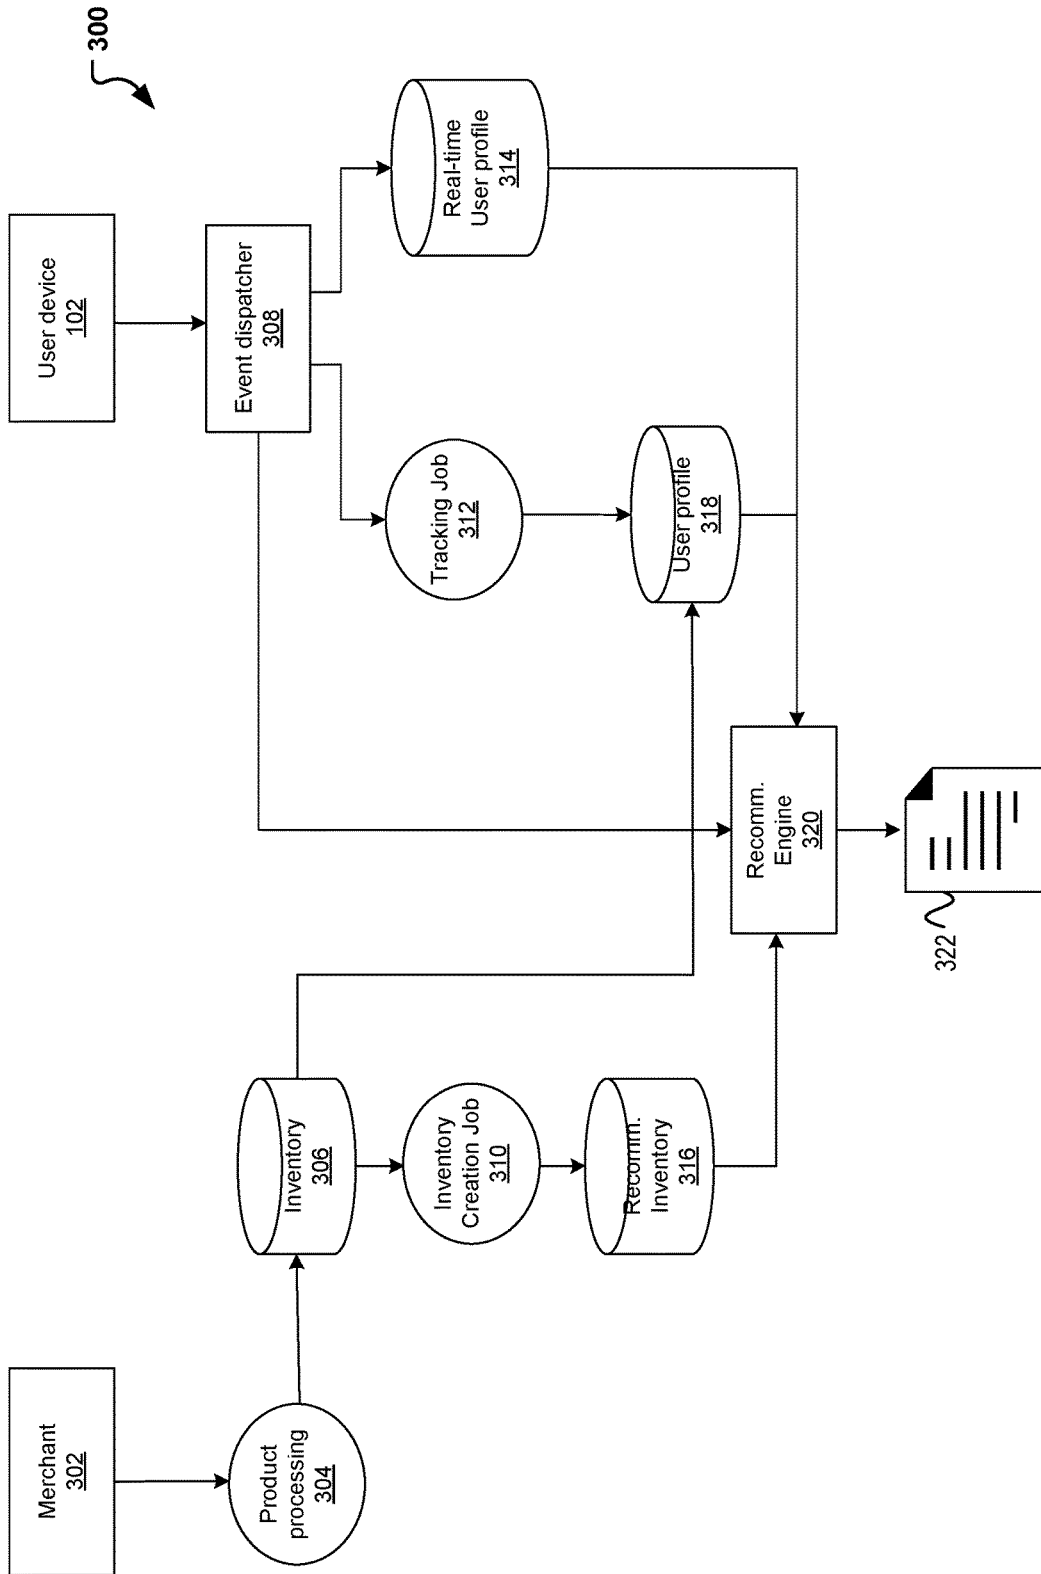 300
User device
102
Event dispatcher
308
Real-time
User profile
314
Tracking Job
312
User profile
318
Merchant
302
Product
processing
304
Inventory
306
Inventory
Creation Job
310
Recomm.
Inventory
316
Recomm.
Engine
320
322